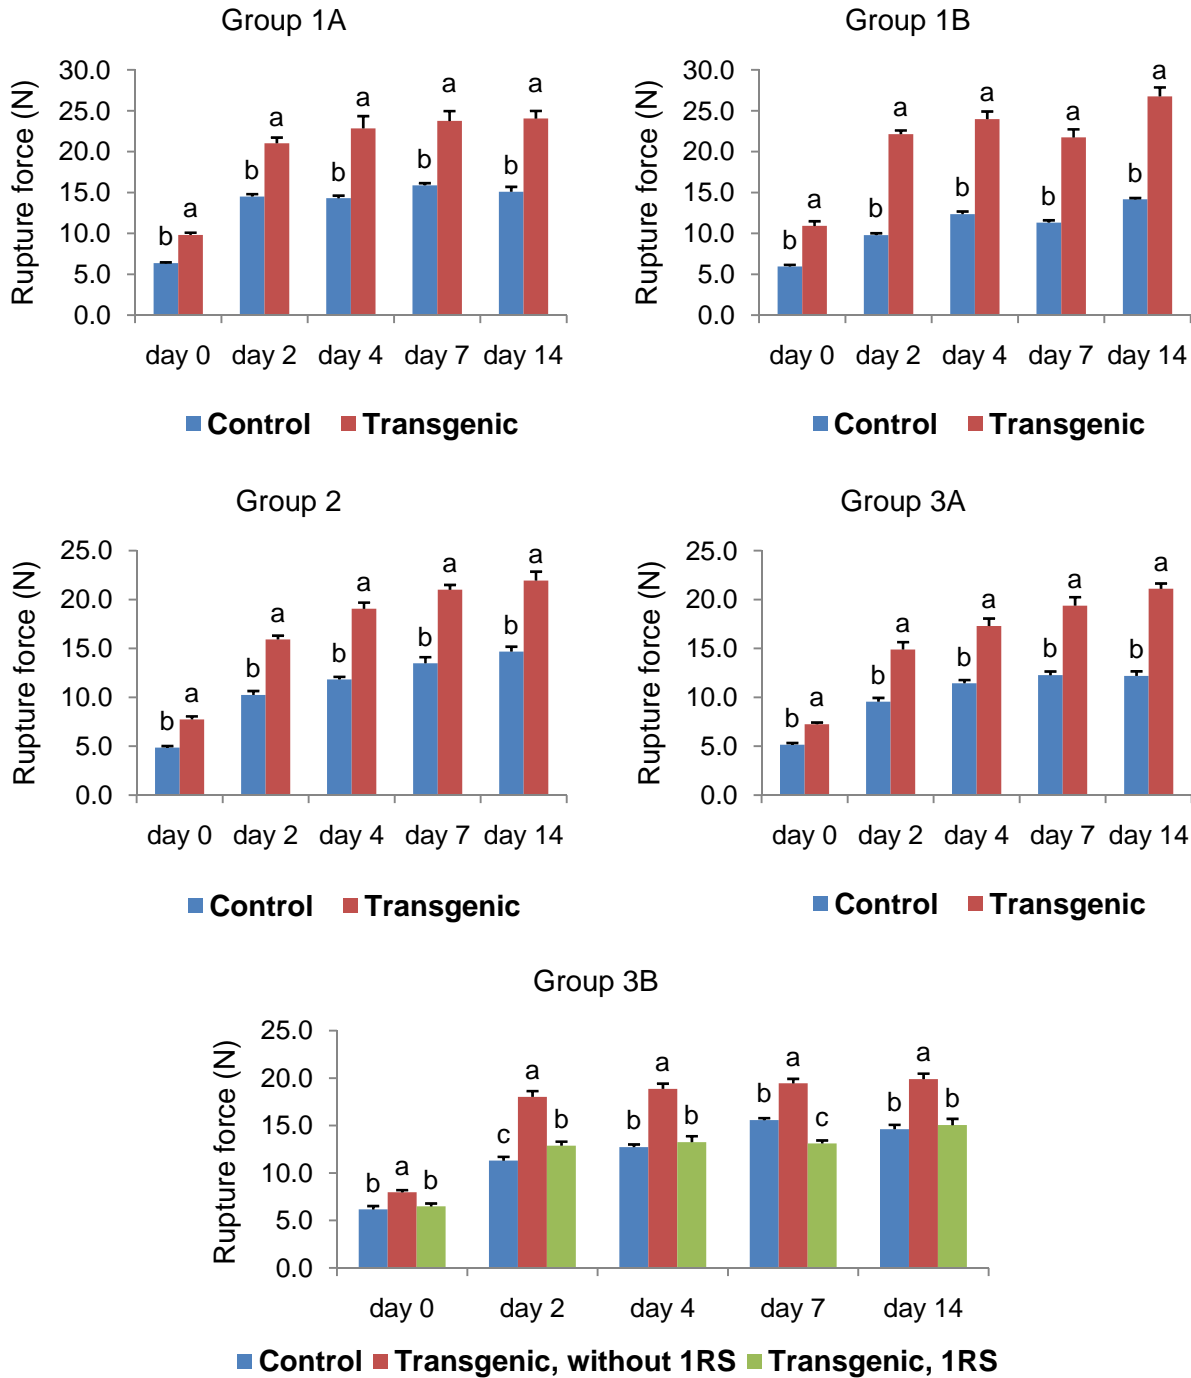 Group 1A
Rupture force (N)
30.0
25.0
20.0
15.0
10.0
5.0
0.0
b a b a b a b a b a
day 0 day 2 day 4 day 7 day 14
Control Transgenic
Group 1B
Rupture force (N)
30.0
25.0
20.0
15.0
10.0
5.0
0.0
b a b a b a b a b a
day 0 day 2 day 4 day 7 day 14
Control Transgenic
Group 2
Rupture force (N)
25.0
20.0
15.0
10.0
5.0
0.0
b a b a b a b a b a
day 0 day 2 day 4 day 7 day 14
Control Transgenic
Group 3A
Rupture force (N)
25.0
20.0
15.0
10.0
5.0
0.0
b a b a b a b a b a
day 0 day 2 day 4 day 7 day 14
Control Transgenic
Group 3B
Rupture force (N)
25.0
20.0
15.0
10.0
5.0
0.0
b a b c a b b a b b a c b a b
day 0 day 2 day 4 day 7 day 14
Control Transgenic, without 1RS Transgenic, 1RS